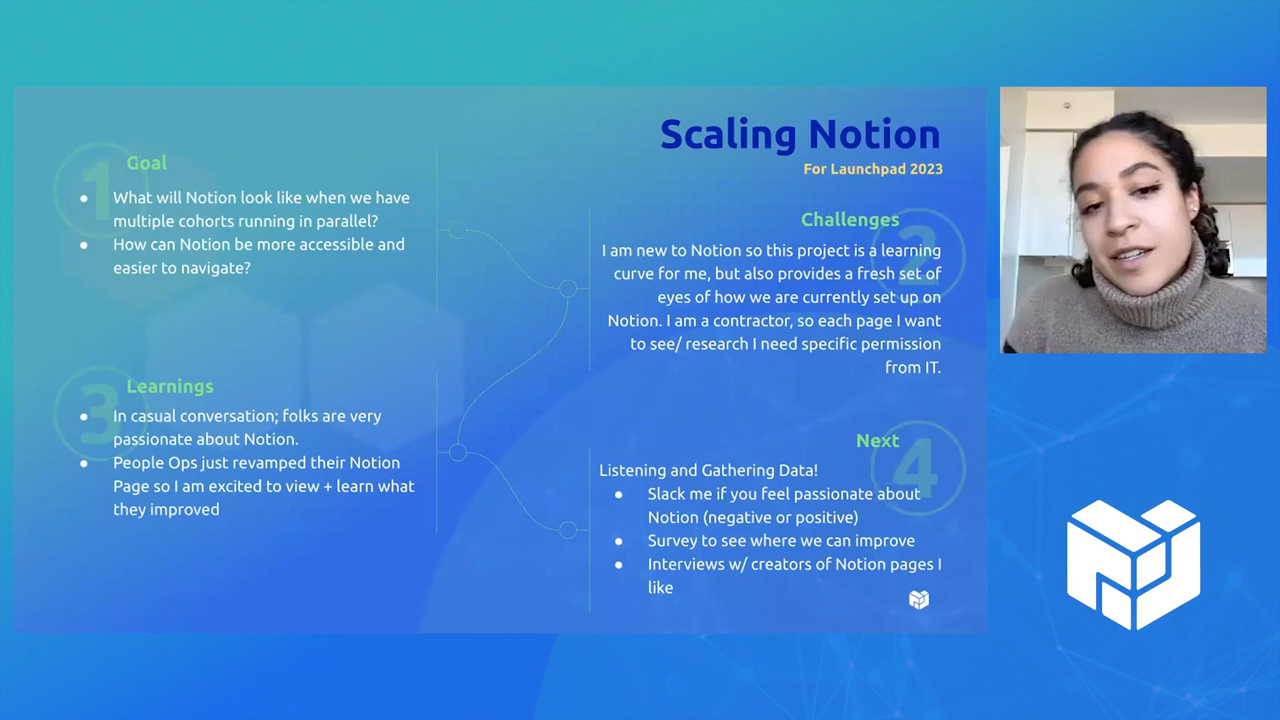 Scaling Notion
For Launchpad 2023
1
Goal
● What will Notion look like when we have
multiple cohorts running in parallel?
● How can Notion be more accessible and
easier to navigate?
2
Challenges
I am new to Notion so this project is a learning
curve for me, but also provides a fresh set of
eyes of how we are currently set up on
Notion. I am a contractor, so each page I want
to see/ research I need specific permission
from IT.
3
Learnings
● In casual conversation; folks are very
passionate about Notion.
● People Ops just revamped their Notion
Page so I am excited to view + learn what
they improved
4
Next
Listening and Gathering Data!
● Slack me if you feel passionate about
Notion (negative or positive)
● Survey to see where we can improve
● Interviews w/ creators of Notion pages I
like